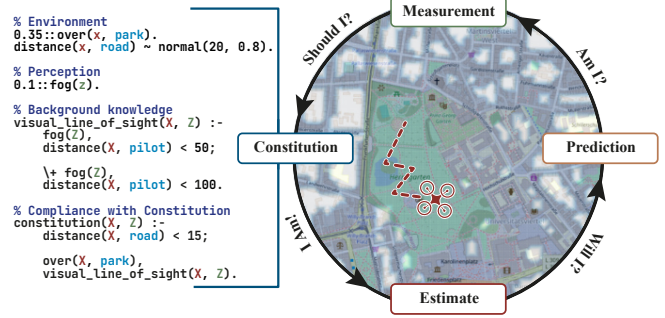 % Environment
0.35::over(x, park).
distance(x, road) ~ normal(20, 0.8).
% Perception
0.1::fog(z).
% Background knowledge
visual_line_of_sight(X, Z) :-
fog(Z),
distance(X, pilot) < 50;
\+ fog(Z),
distance(X, pilot) < 100.
% Compliance with Constitution
constitution(X, Z) :-
distance(X, road) < 15;
over(X, park),
visual_line_of_sight(X, Z).
Measurement
Should I?
Am I?
Constitution
Prediction
I Am!
Will I?
Estimate